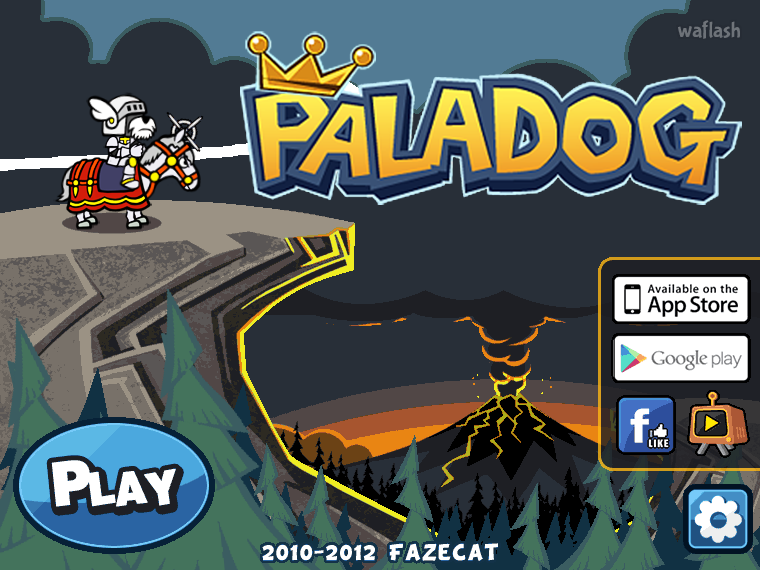 waflash
PALADOG
Available on the
App Store
Google play
f
LIKE
PLAY
2010-2012 FAZECAT